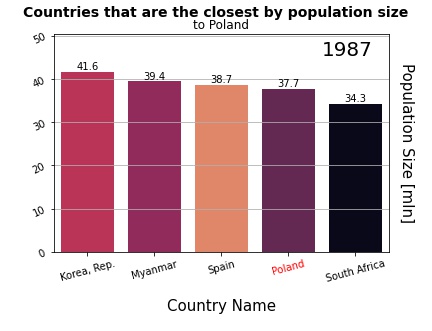 Countries that are the closest by population size
to Poland
1987
50
40
30
20
10
0
41.6
39.4
38.7
37.7
34.3
Korea, Rep.
Myanmar
Spain
Poland
South Africa
Country Name
Population Size [mln]